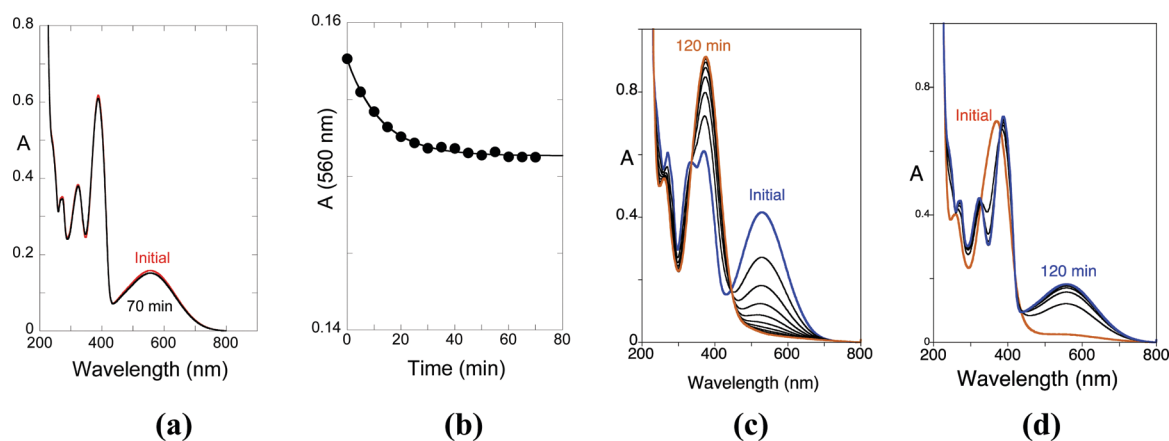 0.8
0.6
0.4
0.2
0
A
Initial
70 min
200 400 600 800
Wavelength (nm)
(a)
0.16
0.14
A (560 nm)
0 20 40 60 80
Time (min)
(b)
120 min
0.8
A
0.4
0
Initial
200 400 600 800
Wavelength (nm)
(c)
Initial
0.8
A
0.4
0
120 min
200 400 600 800
Wavelength (nm)
(d)